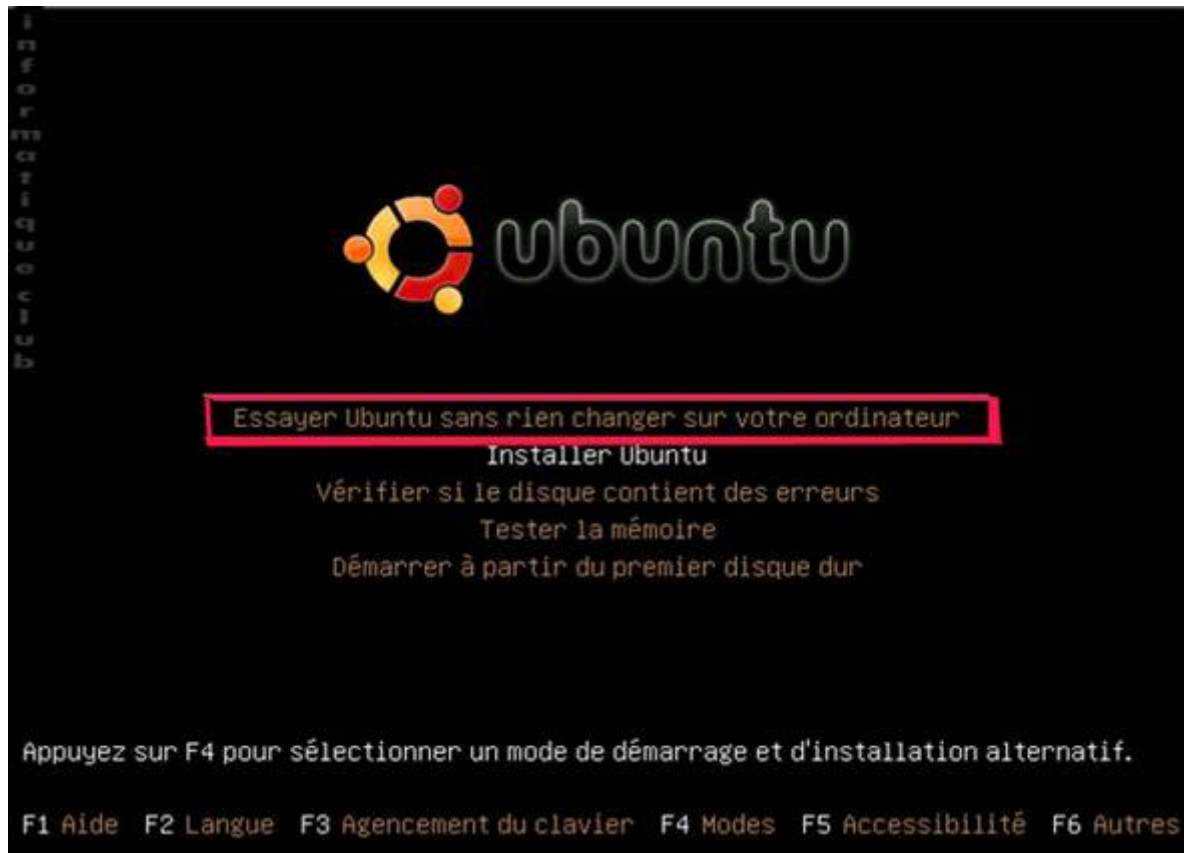 informatique club
ubuntu
Essayer Ubuntu sans rien changer sur votre ordinateur
Installer Ubuntu
Vérifier si le disque contient des erreurs
Tester la mémoire
Démarrer à partir du premier disque dur
Appuyez sur F4 pour sélectionner un mode de démarrage et d'installation alternatif.
F1 Aide F2 Langue F3 Agencement du clavier F4 Modes F5 Accessibilité F6 Autres